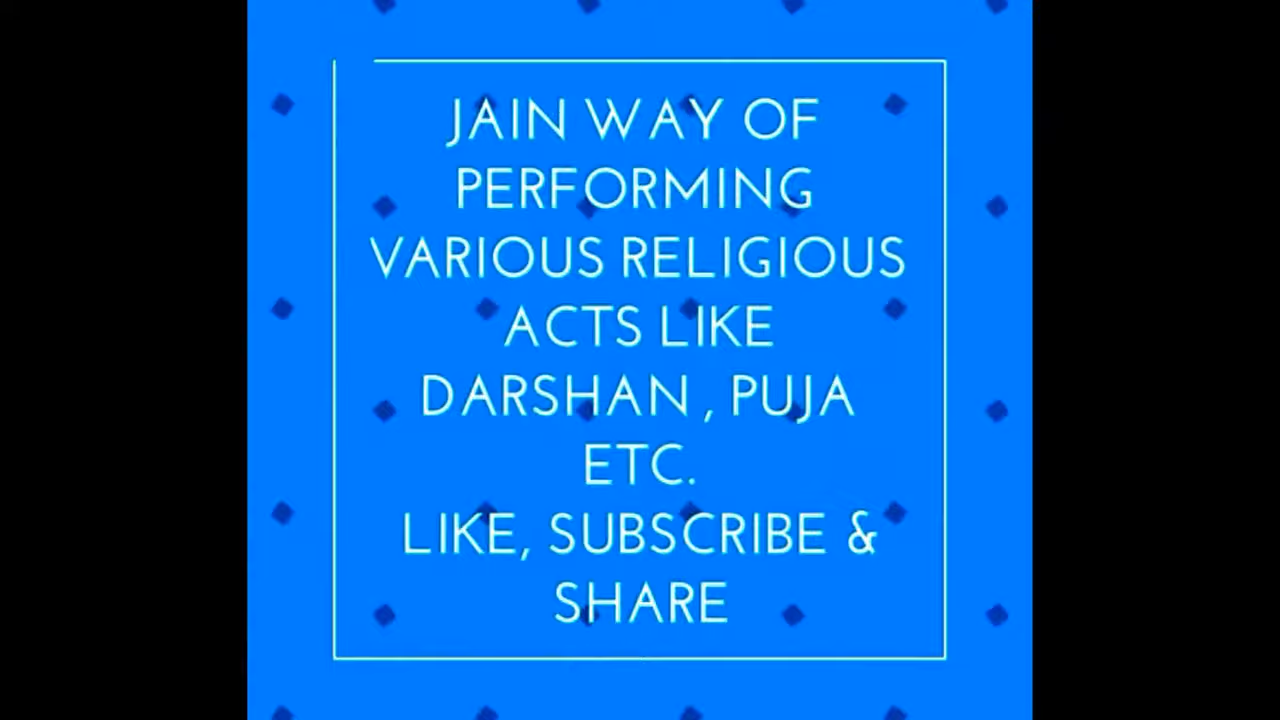 JAIN WAY OF
PERFORMING
VARIOUS RELIGIOUS
ACTS LIKE
DARSHAN , PUJA
ETC.
LIKE, SUBSCRIBE &
SHARE